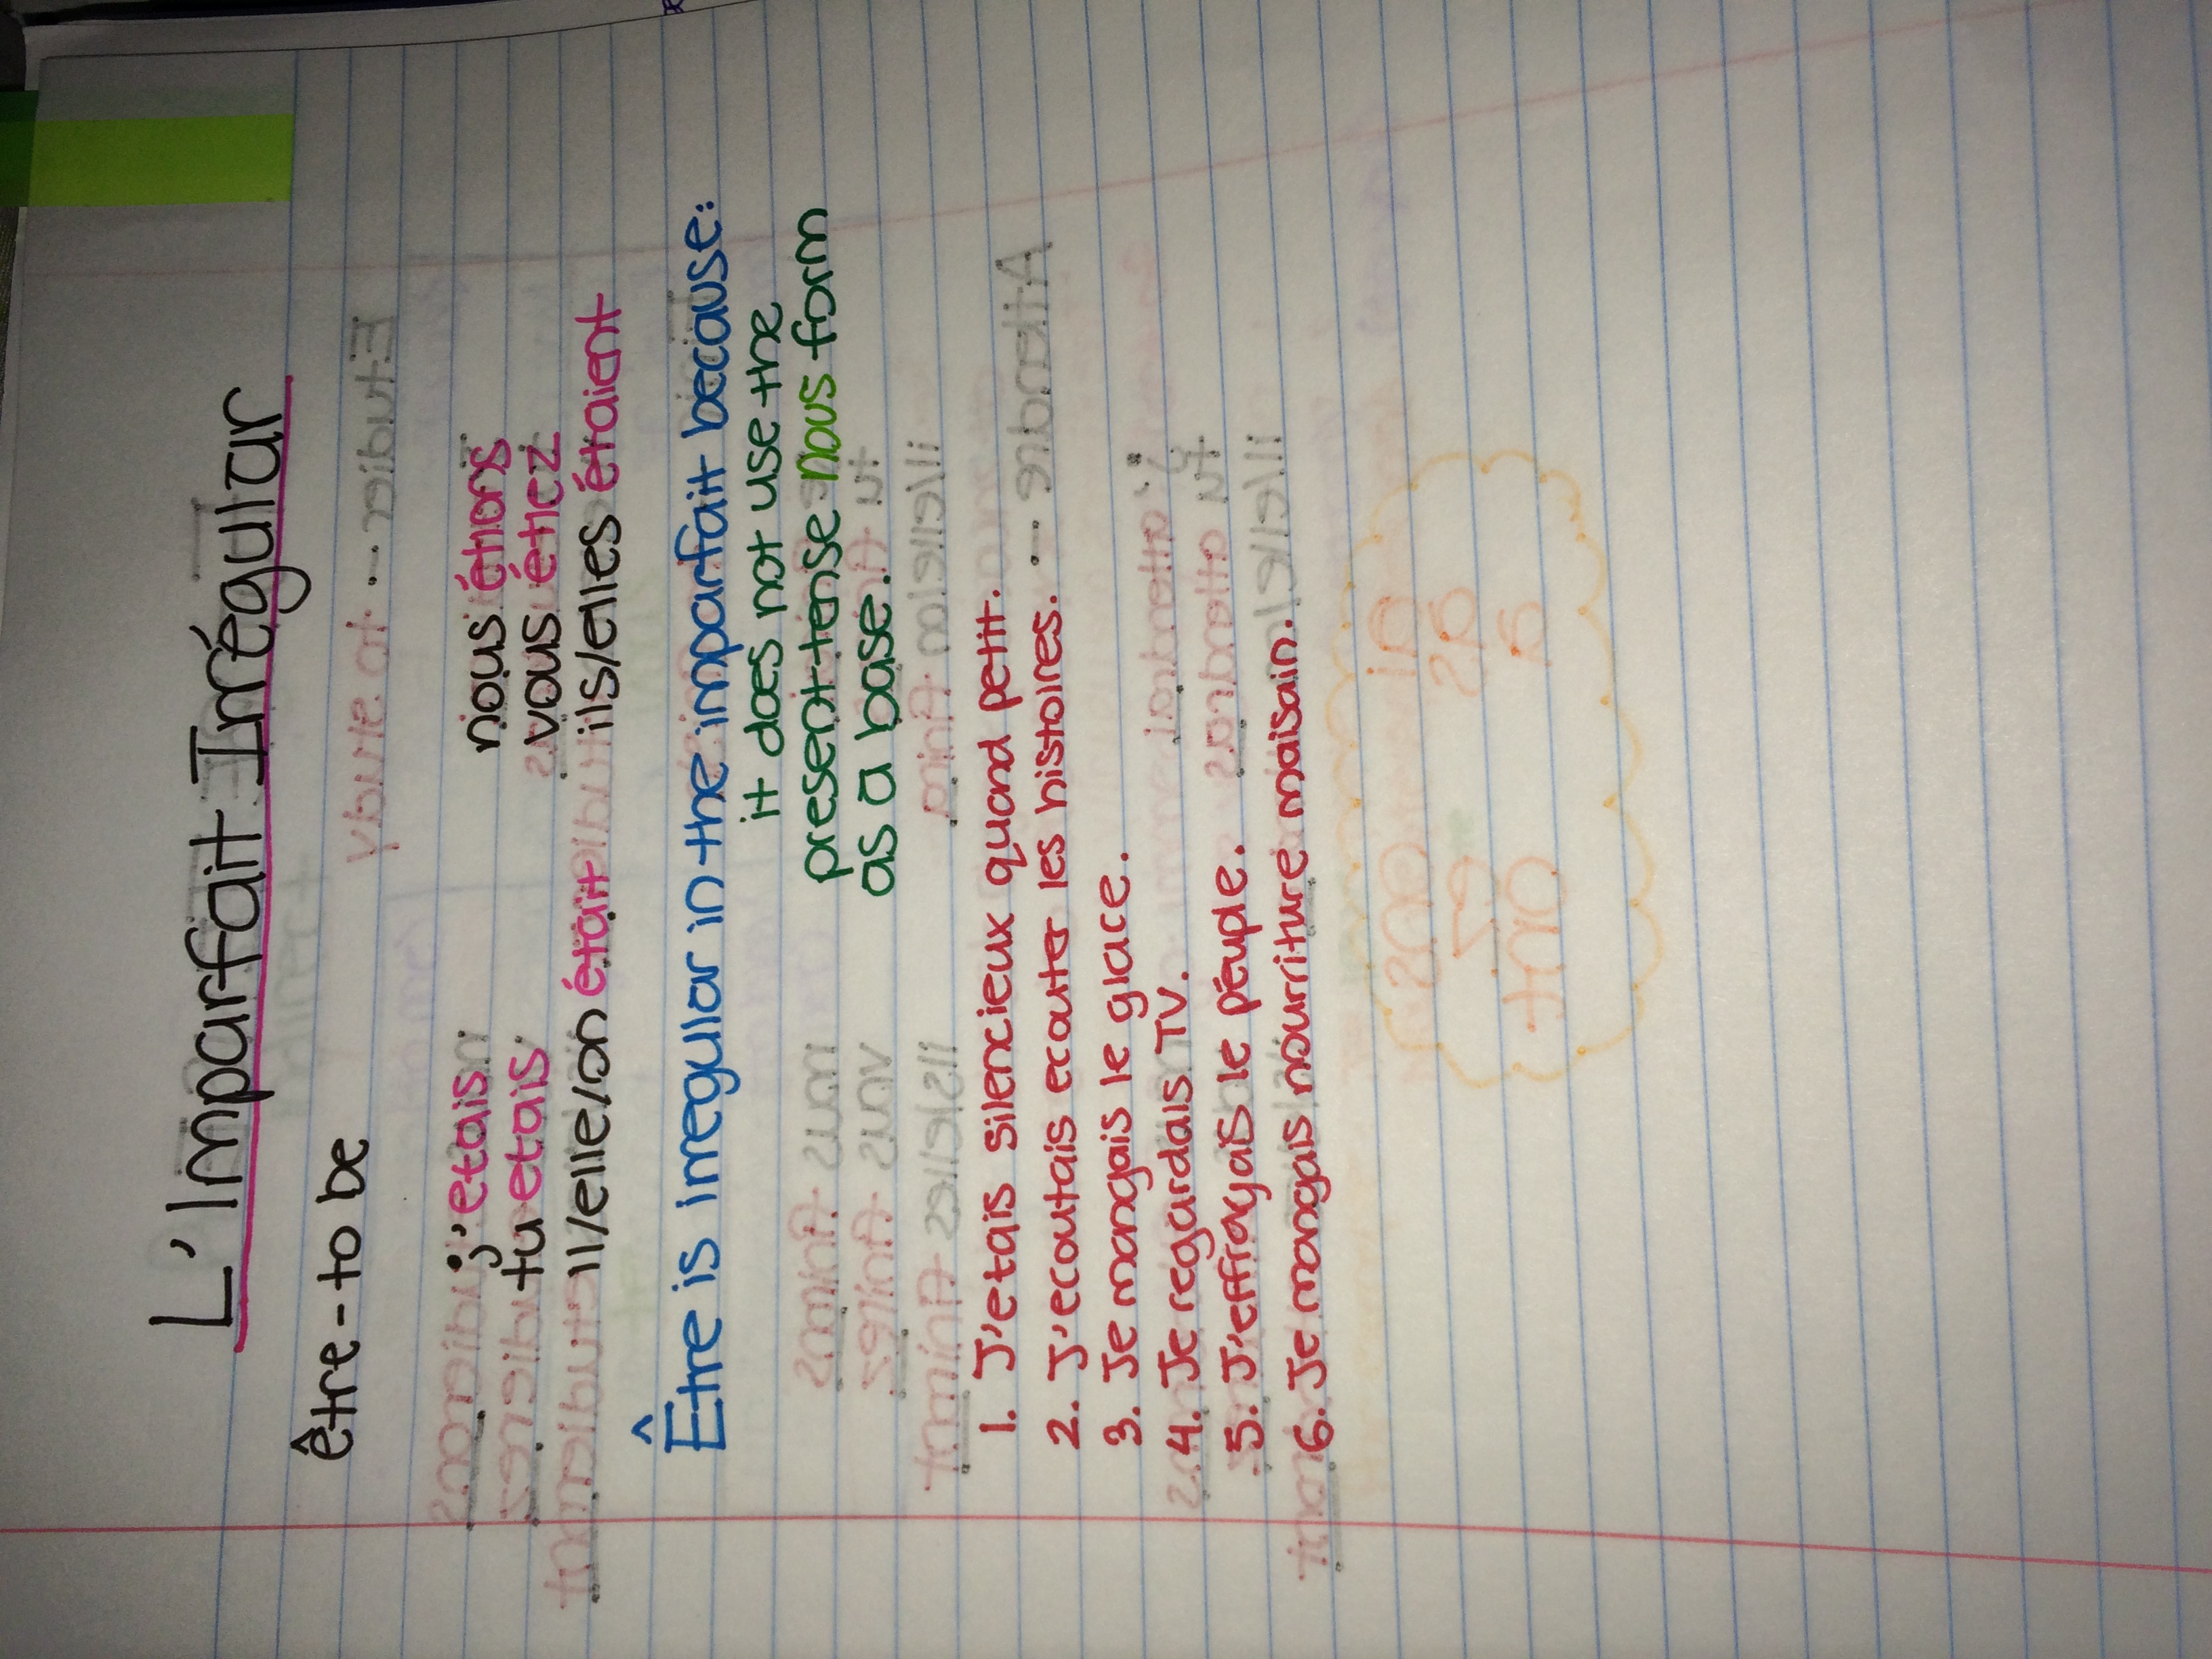 L'Imparfait Irrégular
être - to be
j'etais nous étions
tu etais vous étiez
il/elle/on était ils/elles étaient
Être is irregular in the imparfait because:
it does not use the
present tense nous form
as a base.
1. J'etais silencieux quand petit.
2. J'ecoutais ecouter les histoires.
3. Je mangais le glace.
4. Je regardais TV.
5. J'effrayais le péuple.
6. Je mangais nourriture maisain.